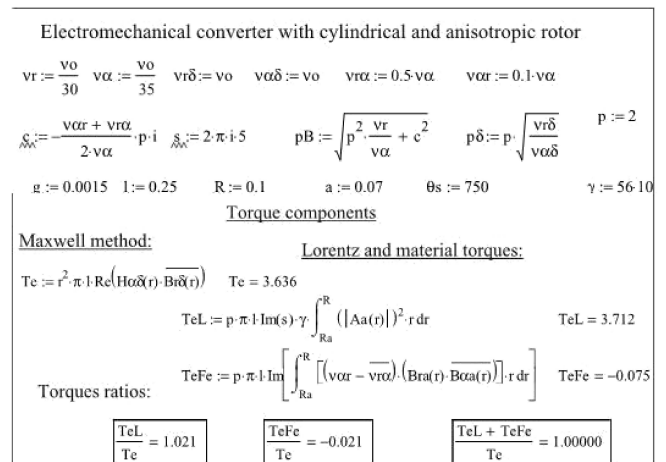 Electromechanical converter with cylindrical and anisotropic rotor
νr := νo/30 να := νo/35 νrδ := νo ναδ := νo νrα := 0.5·να ναr := 0.1·να
c := -(ναr + νrα)/(2·να)·p·i s := 2·π·i·5 pB := √(p²·νr/να + c²) pδ := p·√(νrδ/ναδ) p := 2
g := 0.0015 l := 0.25 R := 0.1 a := 0.07 θs := 750 γ := 56·10
Torque components
Maxwell method:
Lorentz and material torques:
Te := r²·π·l·Re(Hαδ(r)·B̅r̅δ̅(̅r̅)̅) Te = 3.636
TeL := p·π·l·Im(s)·γ·∫_Ra^R (|Aa(r)|)²·r dr TeL = 3.712
TeFe := p·π·l·Im[∫_Ra^R [(ναr - ν̅r̅α̅)·(Bra(r)·B̅α̅a̅(̅r̅)̅)]·r dr] TeFe = -0.075
Torques ratios:
TeL/Te = 1.021 TeFe/Te = -0.021 (TeL + TeFe)/Te = 1.00000